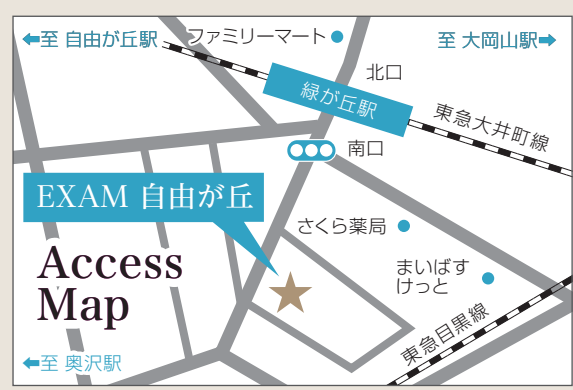 ⬅至 自由が丘駅
ファミリーマート
至 大岡山駅➡
北口
緑が丘駅
東急大井町線
南口
EXAM 自由が丘
さくら薬局
Access
Map
まいばす
けっと
東急目黒線
⬅至 奥沢駅